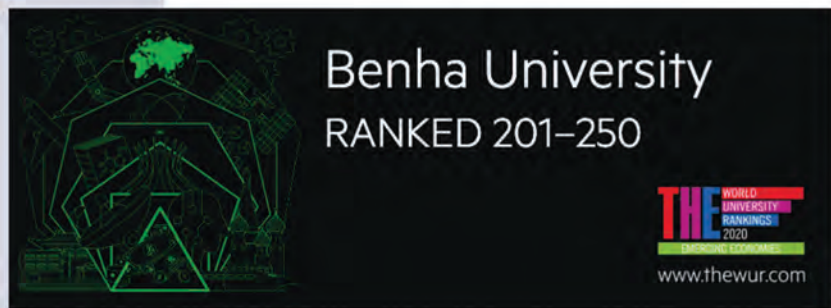 Benha University
RANKED 201–250
THE
WORLD
UNIVERSITY
RANKINGS
2020
EMERGING ECONOMIES
www.thewur.com